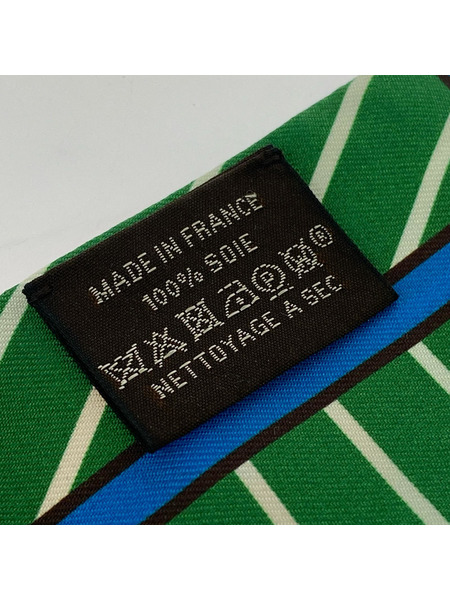 MADE IN FRANCE
100% SOIE
P W ®
NETTOYAGE A SEC